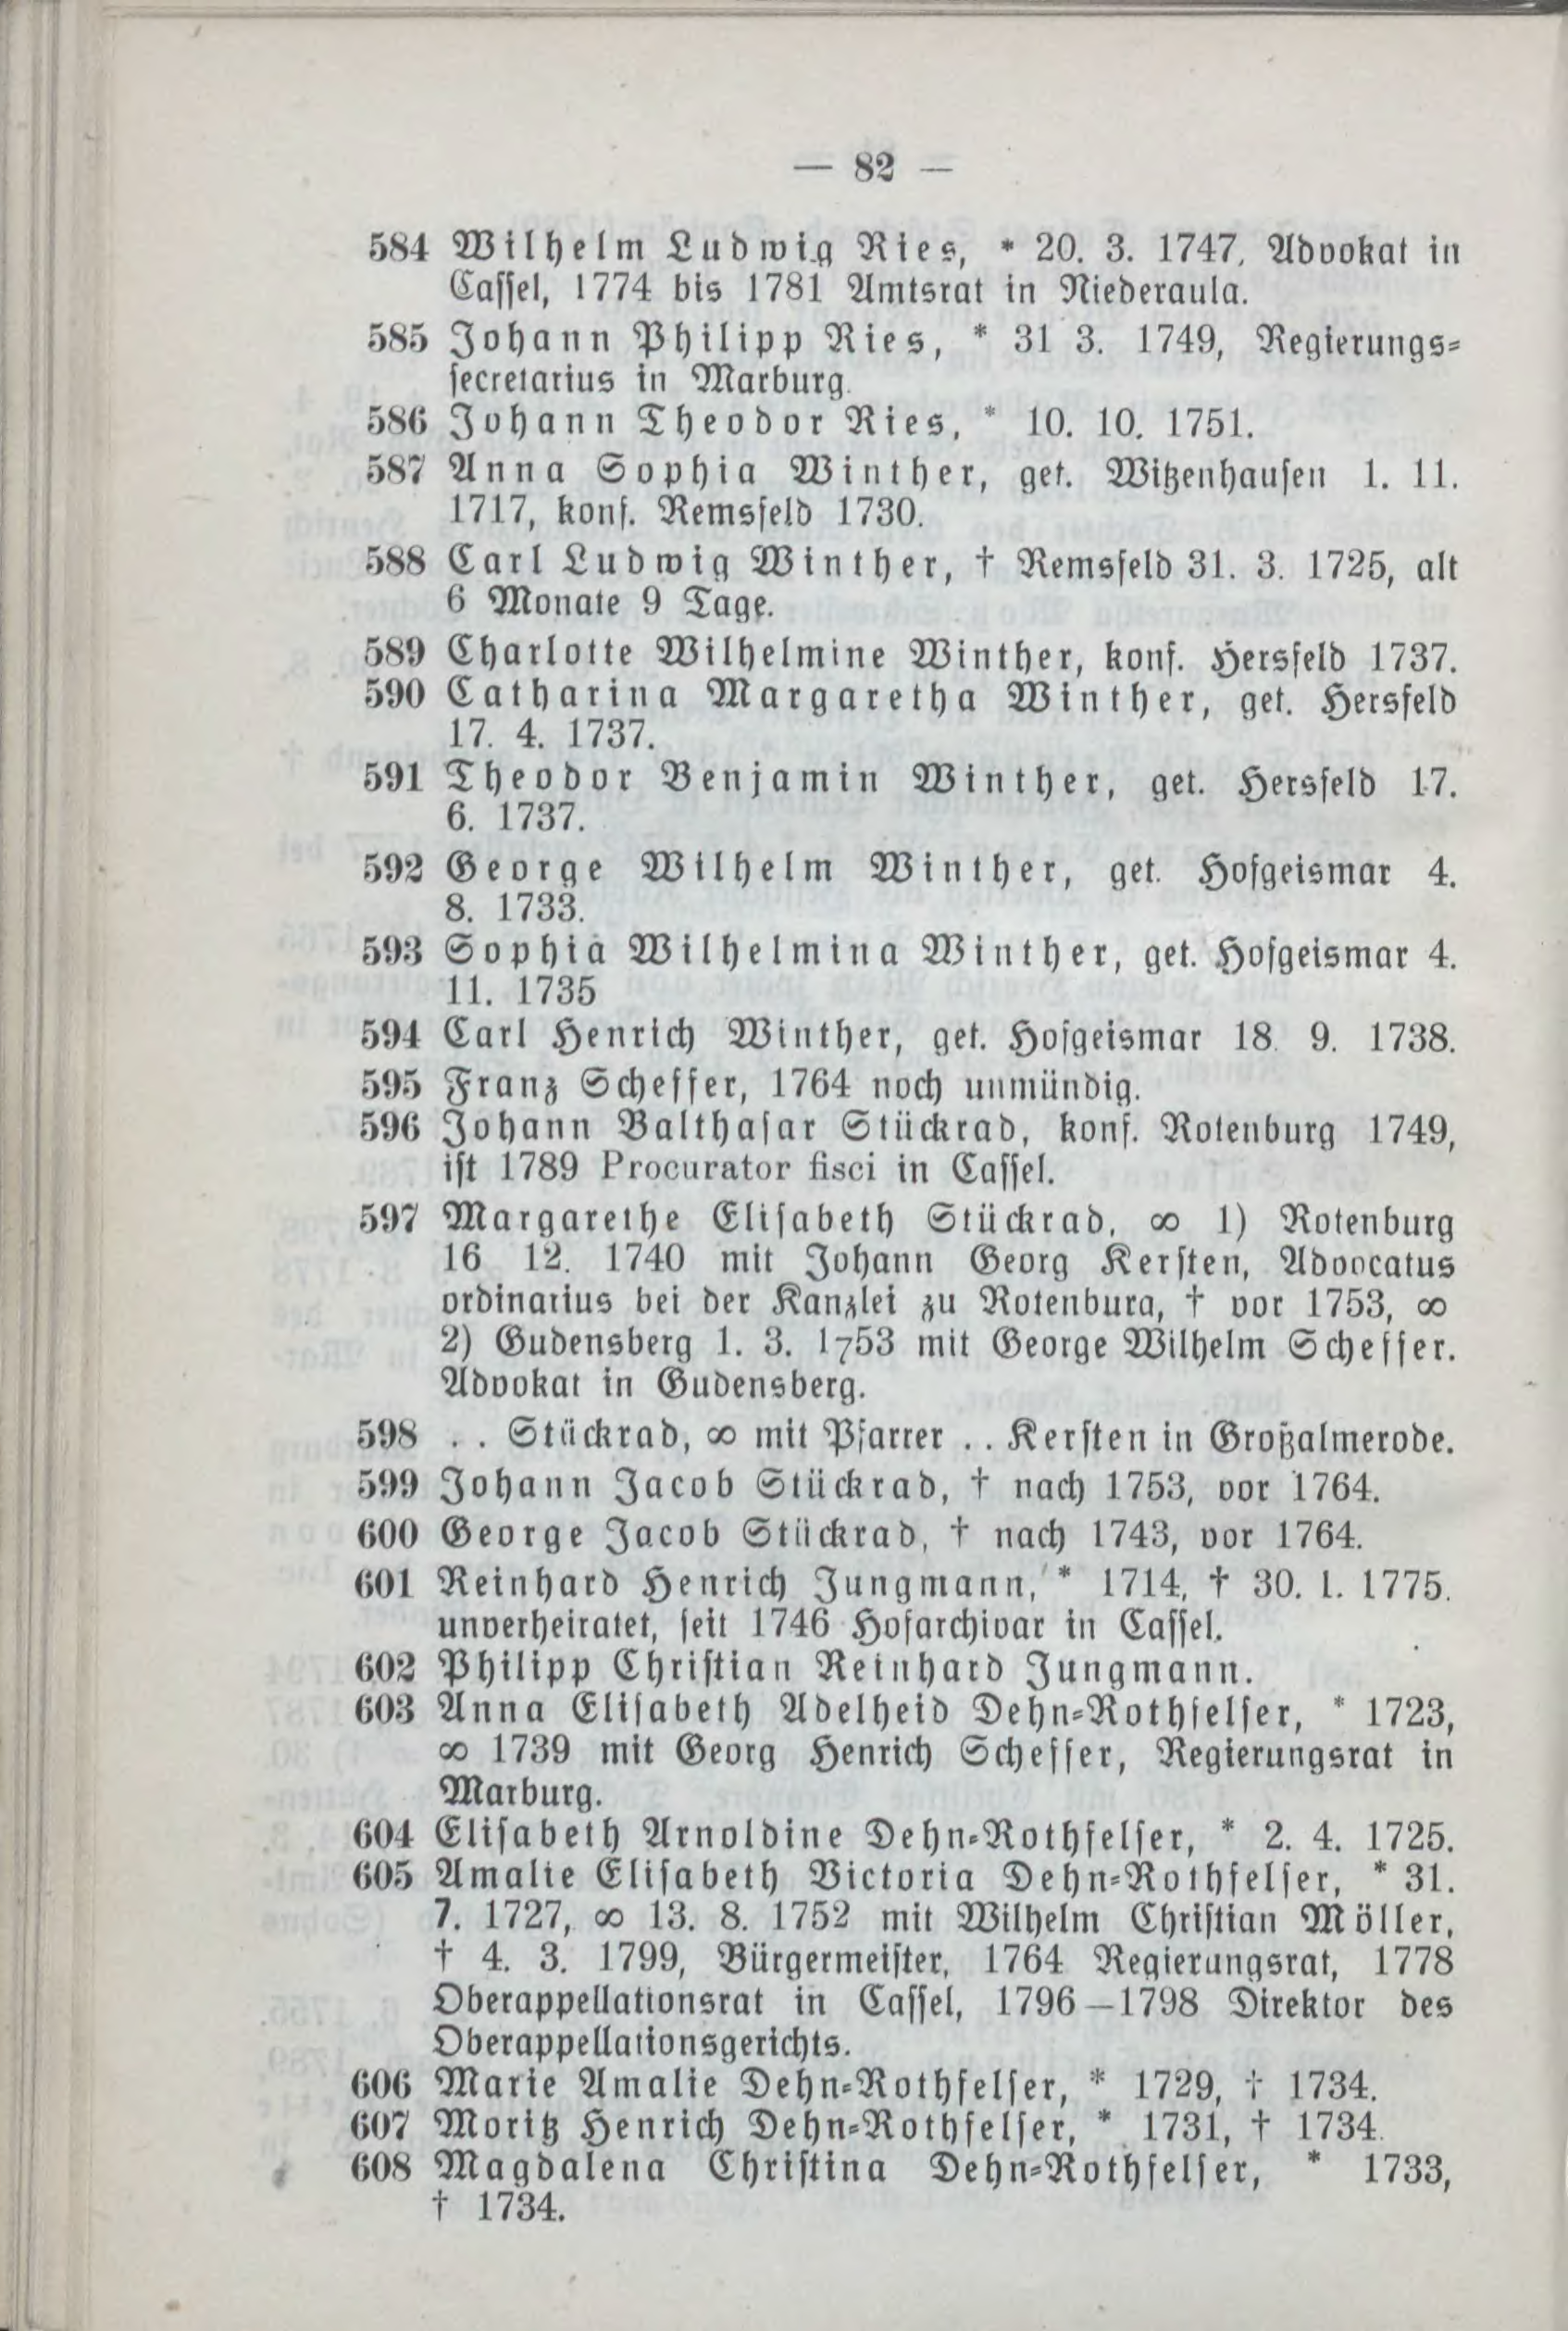 — 82 —
584 Wilhelm Ludwig Ries, * 20. 3. 1747, Advokat in
Cassel, 1774 bis 1781 Amtsrat in Niederaula.
585 Johann Philipp Ries, * 31 3. 1749, Regierungs-
secretarius in Marburg.
586 Johann Theodor Ries, * 10. 10. 1751.
587 Anna Sophia Winther, get. Witzenhausen 1. 11.
1717, konf. Remsfeld 1730.
588 Carl Ludwig Winther, † Remsfeld 31. 3. 1725, alt
6 Monate 9 Tage.
589 Charlotte Wilhelmine Winther, konf. Hersfeld 1737.
590 Catharina Margaretha Winther, get. Hersfeld
17. 4. 1737.
591 Theodor Benjamin Winther, get. Hersfeld 17.
6. 1737.
592 George Wilhelm Winther, get. Hofgeismar 4.
8. 1733.
593 Sophia Wilhelmina Winther, get. Hofgeismar 4.
11. 1735
594 Carl Henrich Winther, get. Hofgeismar 18. 9. 1738.
595 Franz Scheffer, 1764 noch unmündig.
596 Johann Balthasar Stückrad, konf. Rotenburg 1749,
ist 1789 Procurator fisci in Cassel.
597 Margarethe Elisabeth Stückrad, ∞ 1) Rotenburg
16 12. 1740 mit Johann Georg Kersten, Advocatus
ordinarius bei der Kanzlei zu Rotenburg, † vor 1753, ∞
2) Gudensberg 1. 3. 1753 mit George Wilhelm Scheffer.
Advokat in Gudensberg.
598 . . Stückrad, ∞ mit Pfarrer . . Kersten in Großalmerode.
599 Johann Jacob Stückrad, † nach 1753, vor 1764.
600 George Jacob Stückrad, † nach 1743, vor 1764.
601 Reinhard Henrich Jungmann, * 1714, † 30. 1. 1775.
unverheiratet, seit 1746 Hofarchivar in Cassel.
602 Philipp Christian Reinhard Jungmann.
603 Anna Elisabeth Adelheid Dehn-Rothfelser, * 1723,
∞ 1739 mit Georg Henrich Scheffer, Regierungsrat in
Marburg.
604 Elisabeth Arnoldine Dehn-Rothfelser, * 2. 4. 1725.
605 Amalie Elisabeth Victoria Dehn-Rothfelser, * 31.
7. 1727, ∞ 13. 8. 1752 mit Wilhelm Christian Möller,
† 4. 3. 1799, Bürgermeister, 1764 Regierungsrat, 1778
Oberappellationsrat in Cassel, 1796–1798 Direktor des
Oberappellationsgerichts.
606 Marie Amalie Dehn-Rothfelser, * 1729, † 1734.
607 Moritz Henrich Dehn-Rothfelser, * 1731, † 1734.
608 Magdalena Christina Dehn-Rothfelser, * 1733,
† 1734.